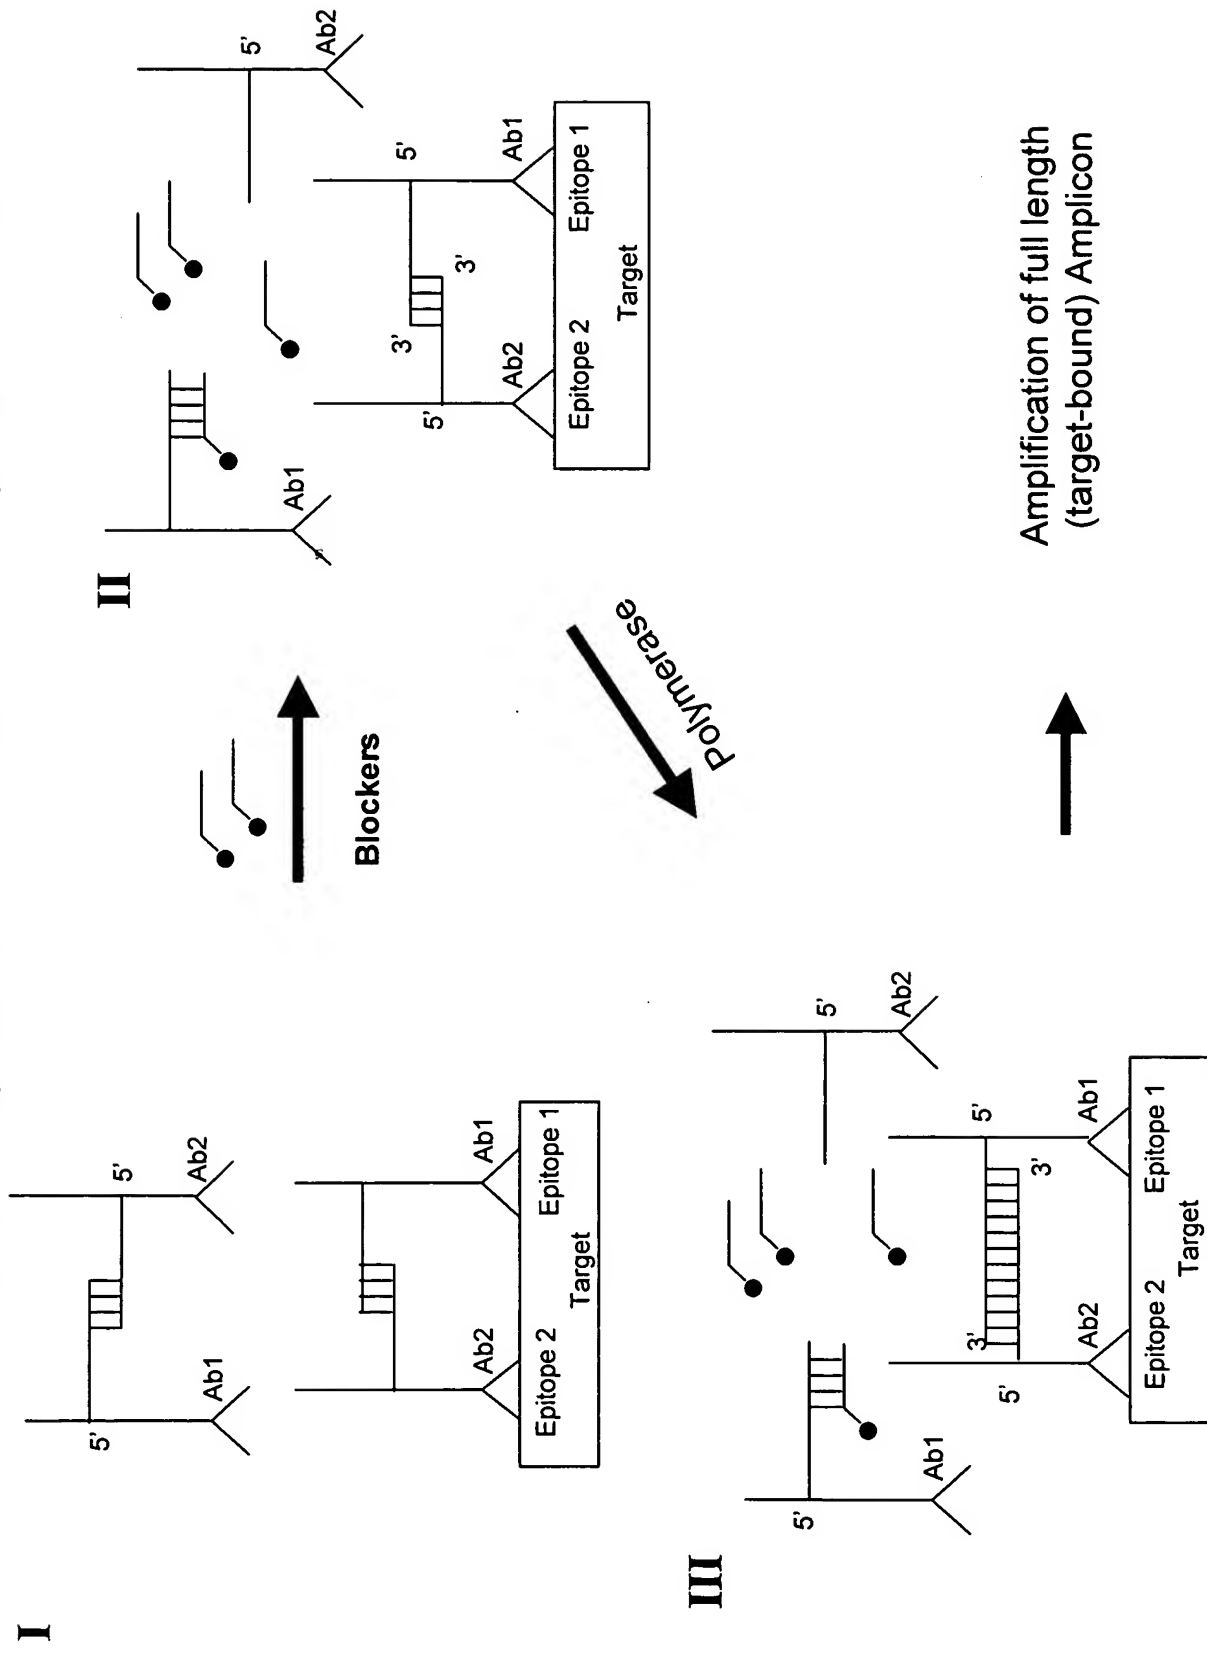 I
5'
Ab1
5'
Ab2
Ab2
Ab1
Epitope 2
Epitope 1
Target
Blockers
II
Ab1
5'
Ab2
3'
3'
5'
5'
Ab2
Ab1
Epitope 2
Epitope 1
Target
Polymerase
III
5'
Ab1
5'
Ab2
3'
3'
5'
5'
Ab2
Ab1
Epitope 2
Epitope 1
Target
Amplification of full length
(target-bound) Amplicon